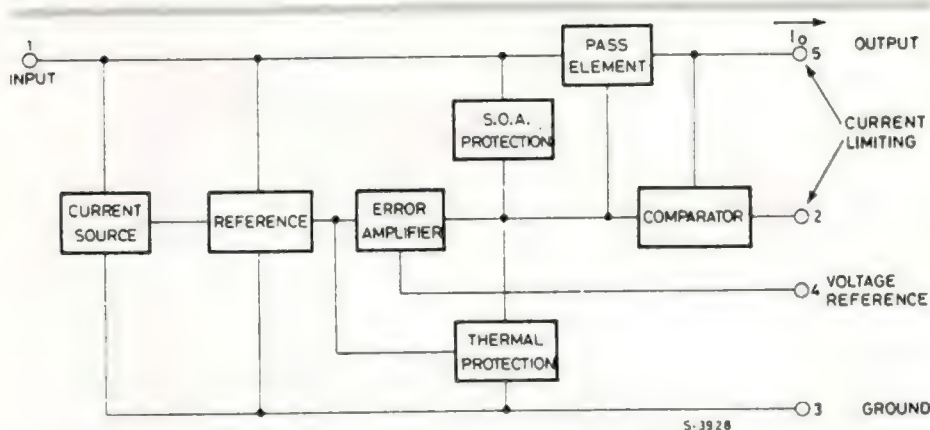 1
INPUT
PASS
ELEMENT
I₀
5
OUTPUT
S.O.A.
PROTECTION
CURRENT
LIMITING
CURRENT
SOURCE
REFERENCE
ERROR
AMPLIFIER
COMPARATOR
2
4
VOLTAGE
REFERENCE
THERMAL
PROTECTION
3
GROUND
S-3928